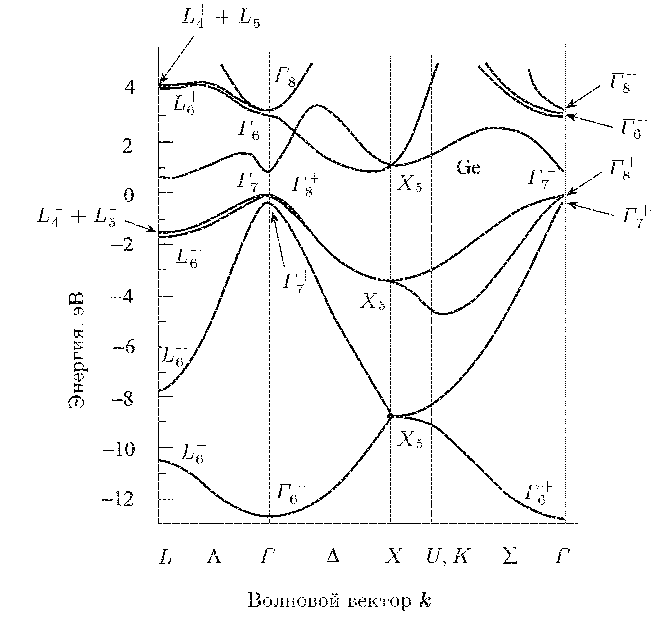 L₄⁺ + L₅
4
Γ₈
Γ₈⁻
L₆⁺
Γ₆
Γ₆⁻
2
Ge
X₅
Γ₇
Γ₈⁺
Γ₇⁻
Γ₈⁺
0
L₄⁻ + L₅⁻
Γ₇⁺
−2
L₆⁻
Γ₇⁺
−4
X₅
−6
L₆⁻
−8
X₅
−10
L₆⁻
Γ₆⁺
−12
Энергия, эВ
L Λ Γ Δ X U, K Σ Γ
Волновой вектор k